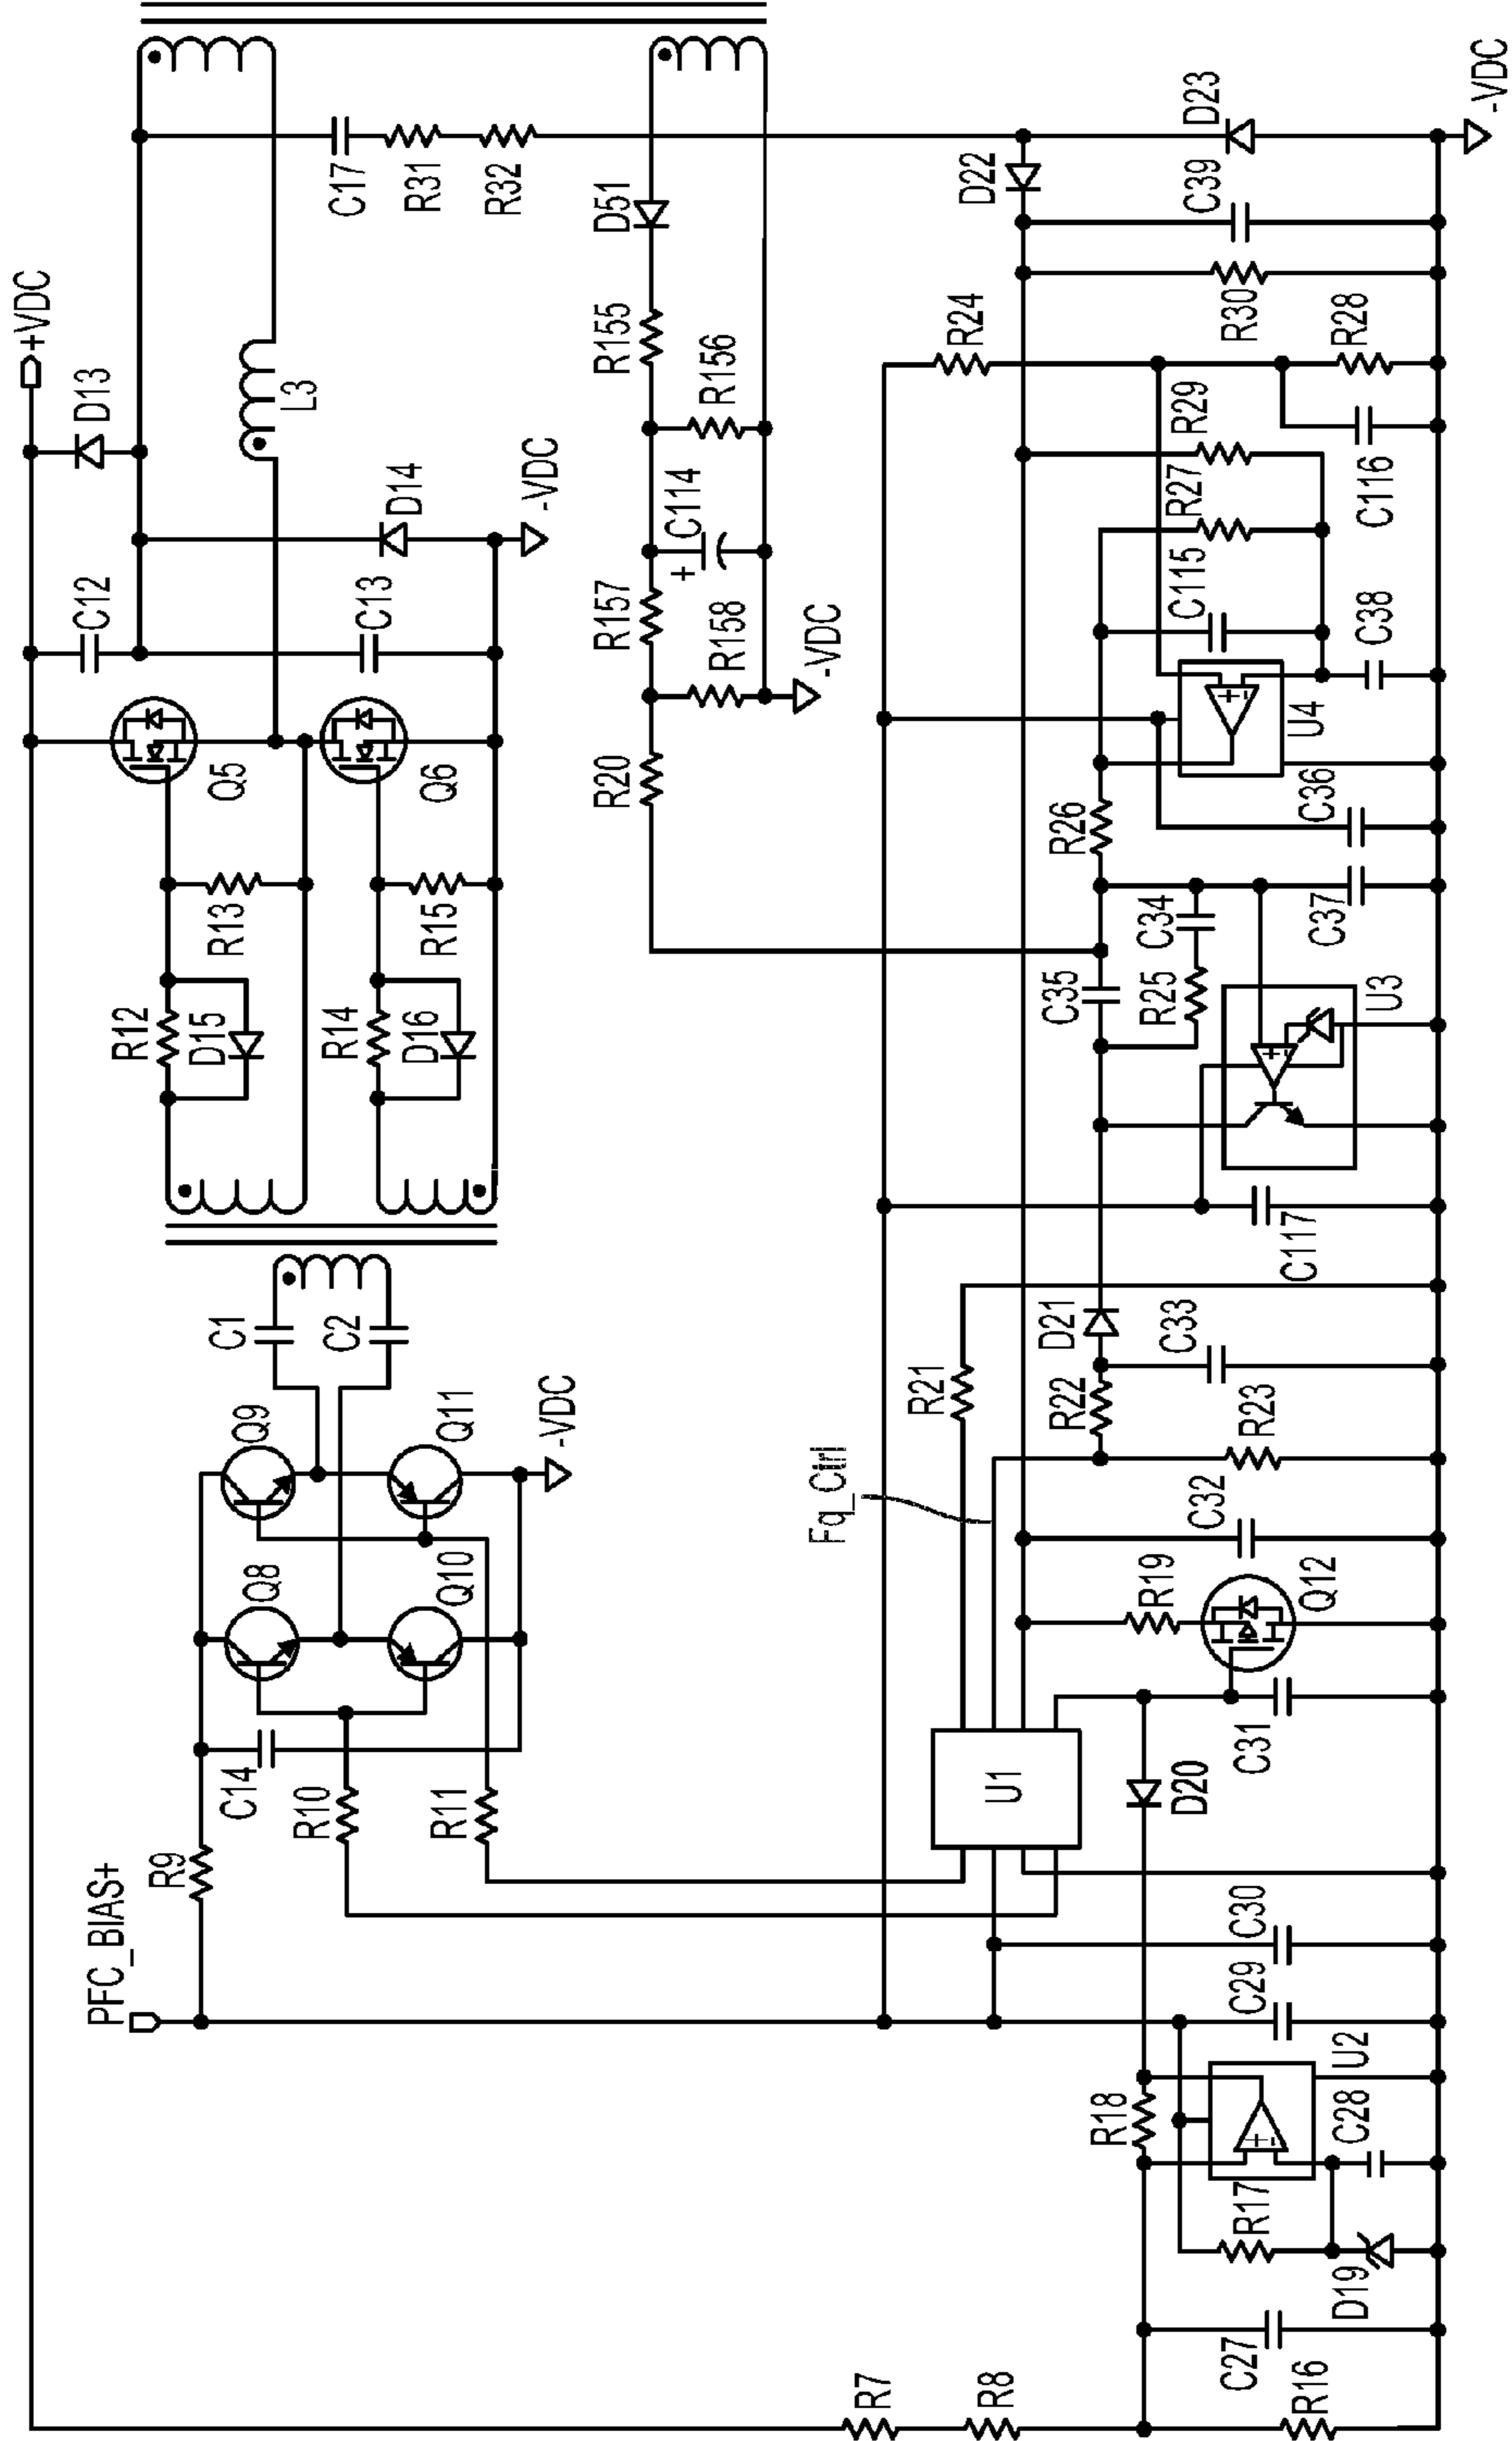 +VDC
D13
L3
C12
D14
-VDC
C13
Q5
Q6
R13
R15
R12
D15
R14
D16
C17
R31
R32
D51
R155
R156
C114
+
R157
R158
-VDC
R20
D22
D23
C39
-VDC
R24
R30
R28
R29
R27
C116
C115
C38
+
-
U4
C36
R26
C37
C34
C35
R25
U3
+
-
C117
C1
C2
Q9
Q11
-VDC
Q8
Q10
C14
R10
R11
R9
PFC_BIAS+
R21
D21
C33
R22
R23
Fq_Ctrl
C32
R19
Q12
C31
U1
D20
C30
C29
U2
R18
+
-
C28
R17
D19
C27
R7
R8
R16